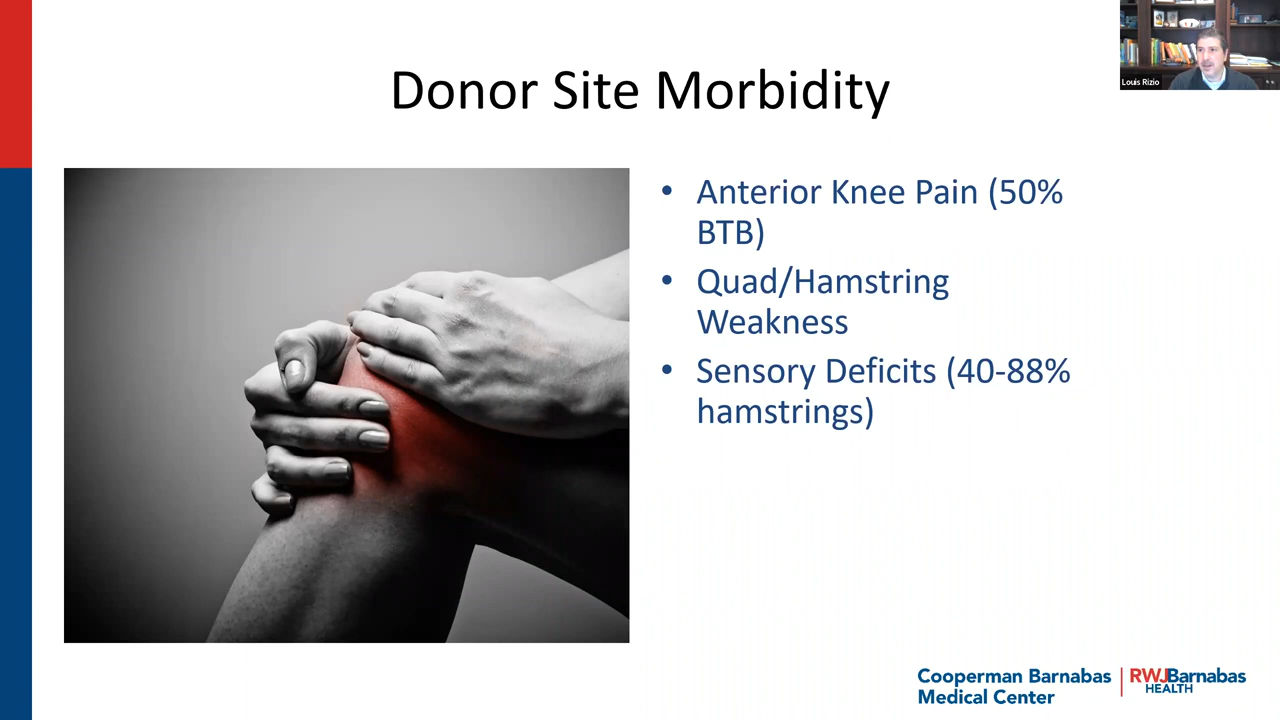 Donor Site Morbidity
Louis Rizio
• Anterior Knee Pain (50%
BTB)
• Quad/Hamstring
Weakness
• Sensory Deficits (40-88%
hamstrings)
Cooperman Barnabas
Medical Center
RWJBarnabas
HEALTH